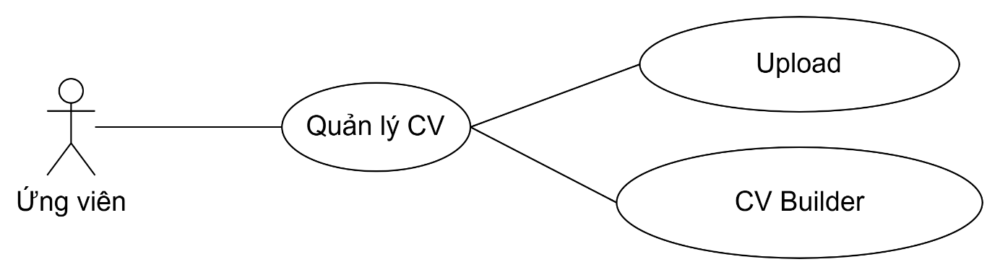 Upload
Quản lý CV
Ứng viên
CV Builder